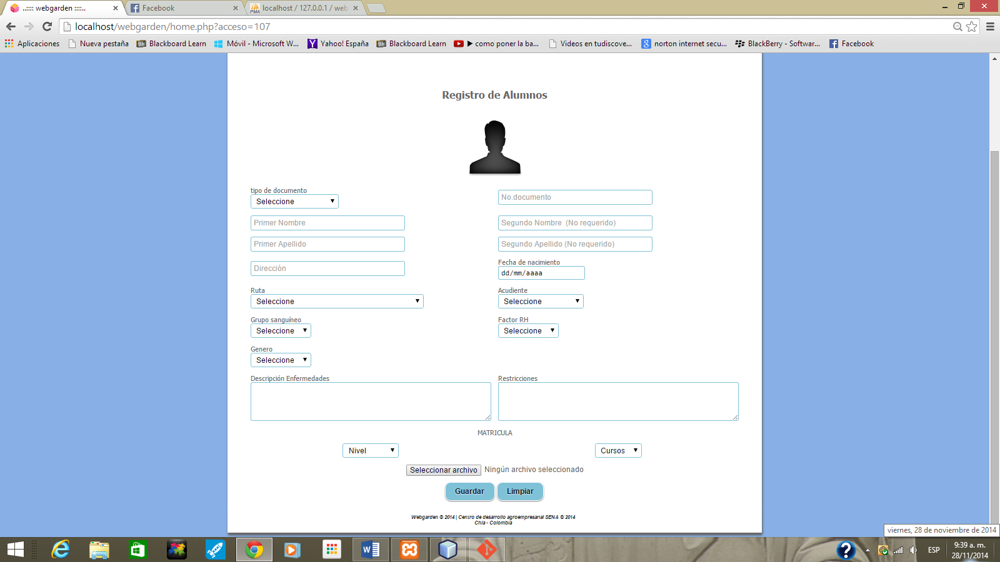 ..:::: webgarden ::::..
Facebook
localhost / 127.0.0.1 / web
localhost/webgarden/home.php?acceso=107
Aplicaciones
Nueva pestaña
Blackboard Learn
Móvil - Microsoft W...
Yahoo! España
Blackboard Learn
▶ como poner la ba...
Videos en tudiscove...
norton internet secu...
BlackBerry - Softwar...
Facebook
Registro de Alumnos
tipo de documento
Seleccione
No.documento
Primer Nombre
Segundo Nombre (No requerido)
Primer Apellido
Segundo Apellido (No requerido)
Dirección
Fecha de nacimiento
dd/mm/aaaa
Ruta
Seleccione
Acudiente
Seleccione
Grupo sanguíneo
Seleccione
Factor RH
Seleccione
Genero
Seleccione
Descripción Enfermedades
Restricciones
MATRICULA
Nivel
Cursos
Seleccionar archivo
Ningún archivo seleccionado
Guardar
Limpiar
Webgarden © 2014 | Centro de desarrollo agroempresarial SENA © 2014
Chía - Colombia
viernes, 28 de noviembre de 2014
ESP
9:39 a. m.
28/11/2014